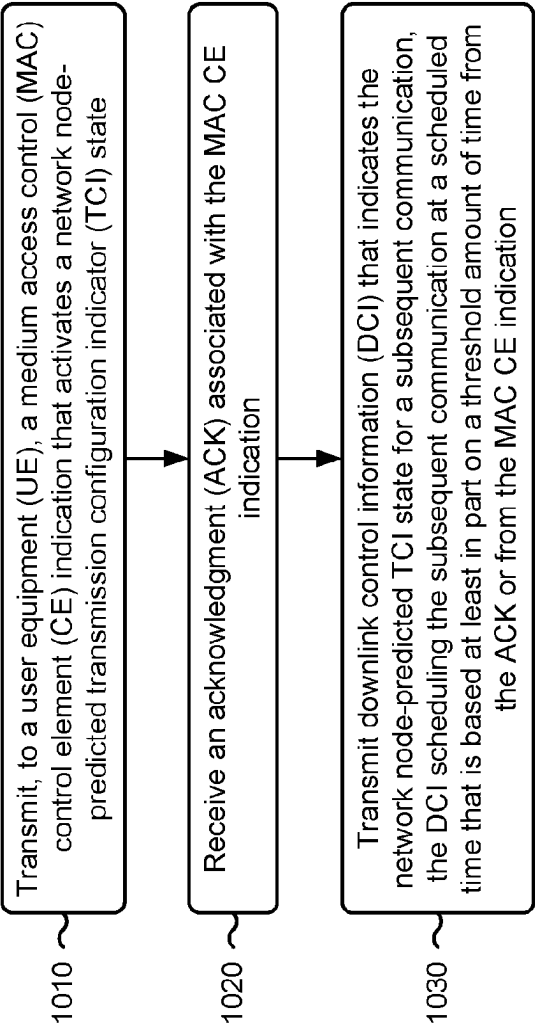 1010
Transmit, to a user equipment (UE), a medium access control (MAC)
control element (CE) indication that activates a network node-
predicted transmission configuration indicator (TCI) state
1020
Receive an acknowledgment (ACK) associated with the MAC CE
indication
1030
Transmit downlink control information (DCI) that indicates the
network node-predicted TCI state for a subsequent communication,
the DCI scheduling the subsequent communication at a scheduled
time that is based at least in part on a threshold amount of time from
the ACK or from the MAC CE indication